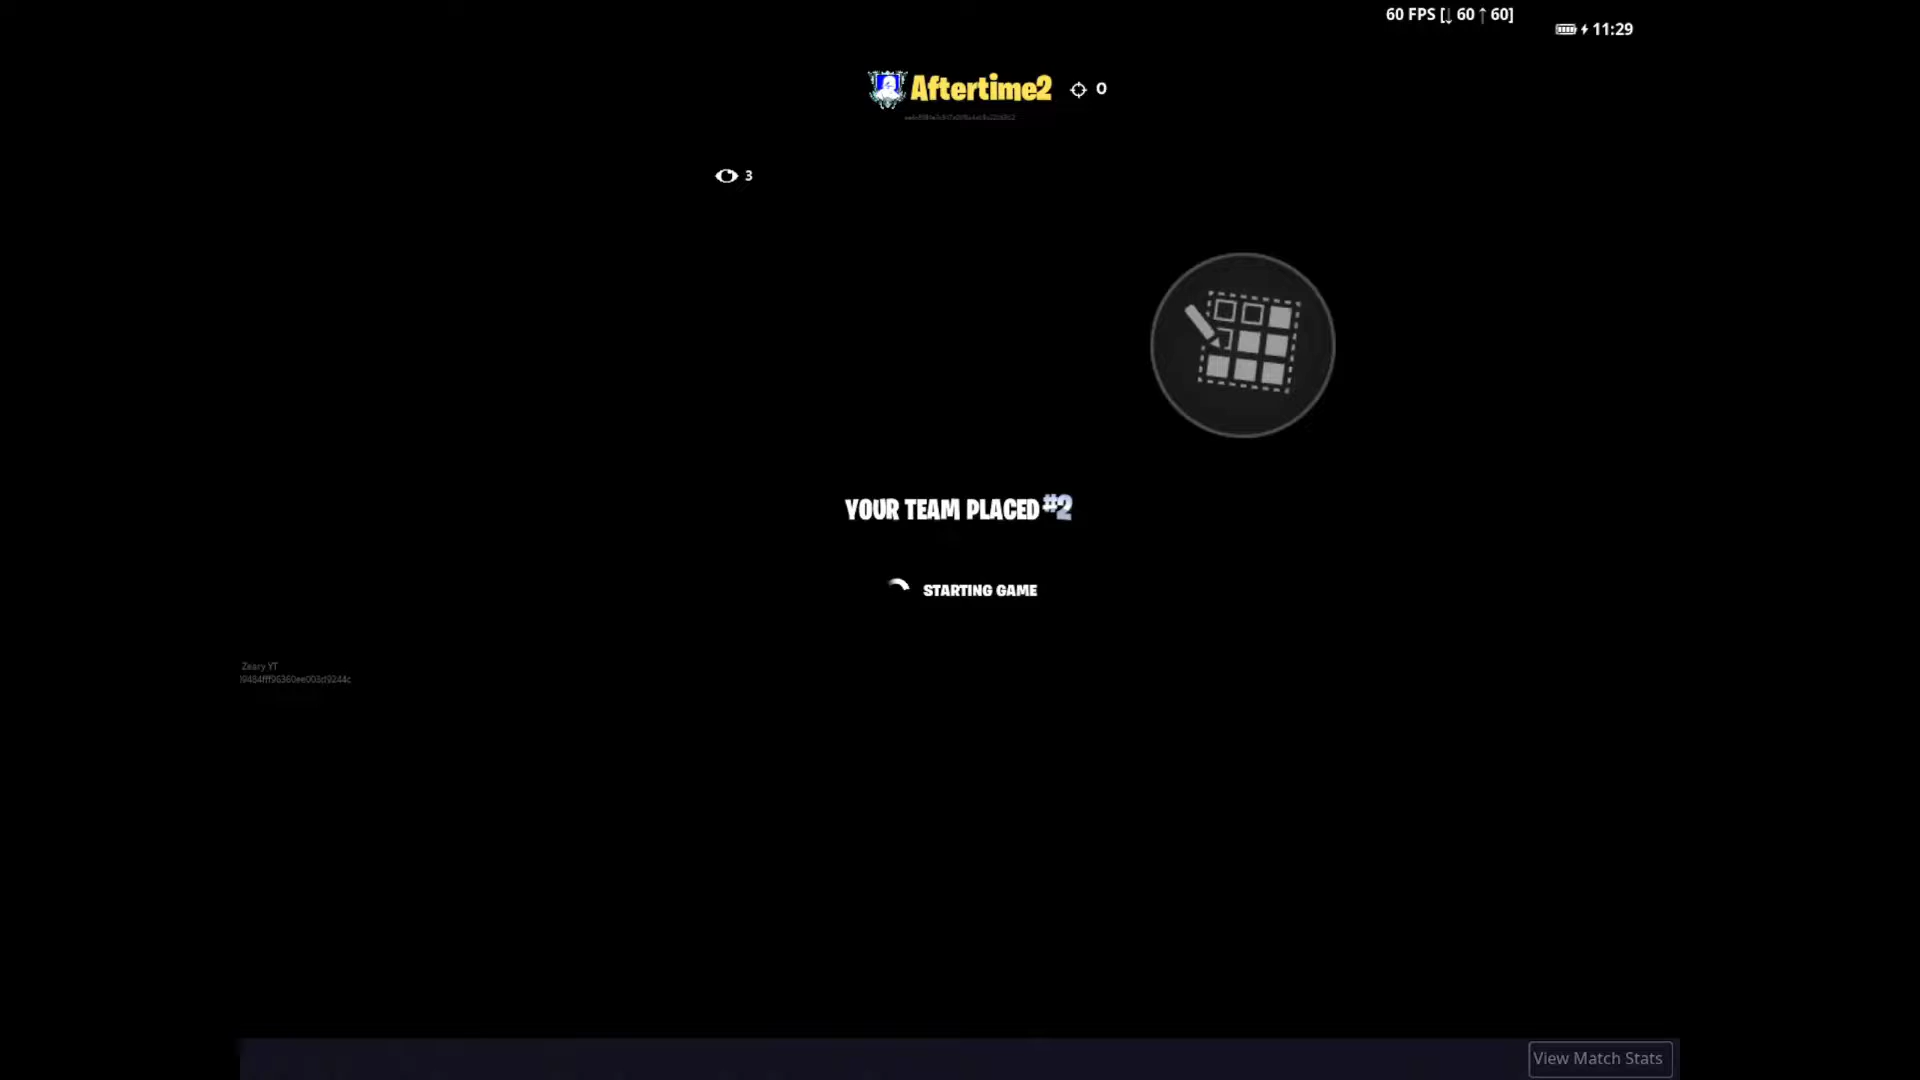 60 FPS [↓ 60 ↑ 60]
11:29
Aftertime2 0
3
YOUR TEAM PLACED #2
STARTING GAME
Zeary YT
View Match Stats